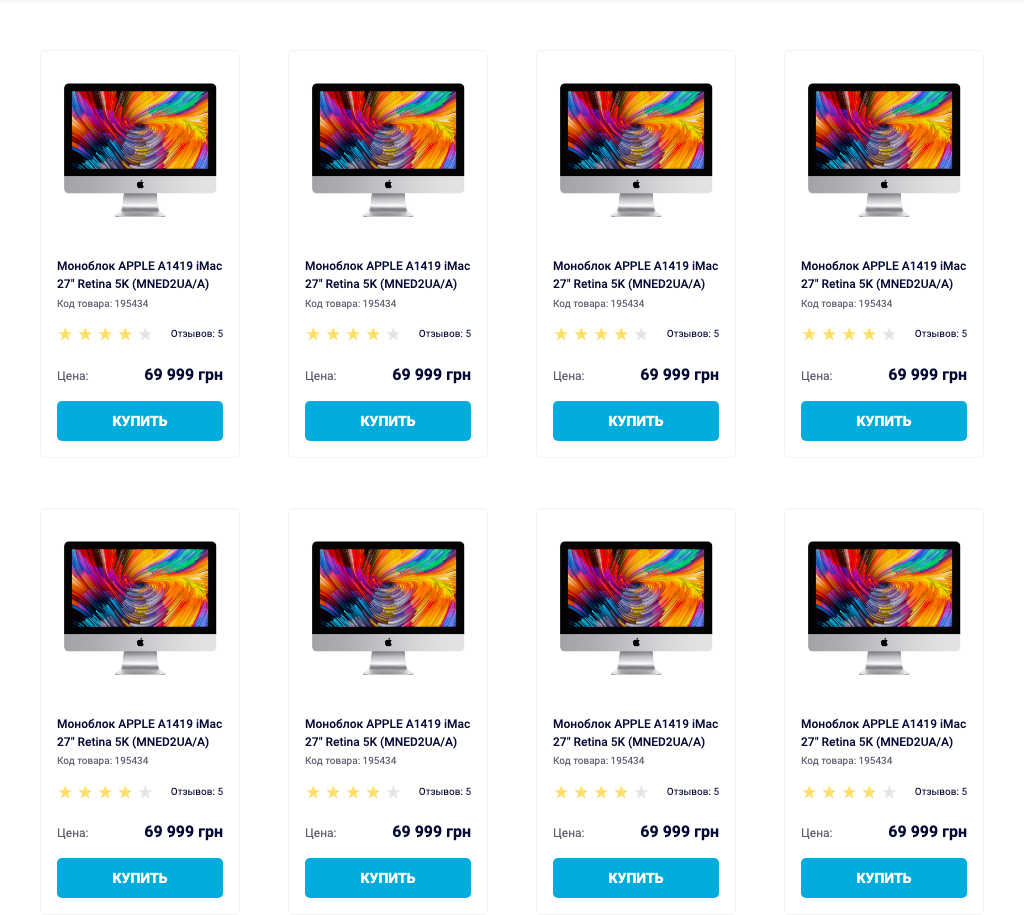 Моноблок APPLE A1419 iMac
27" Retina 5K (MNED2UA/A)
Код товара: 195434
Отзывов: 5
Цена: 69 999 грн
КУПИТЬ
Моноблок APPLE A1419 iMac
27" Retina 5K (MNED2UA/A)
Код товара: 195434
Отзывов: 5
Цена: 69 999 грн
КУПИТЬ
Моноблок APPLE A1419 iMac
27" Retina 5K (MNED2UA/A)
Код товара: 195434
Отзывов: 5
Цена: 69 999 грн
КУПИТЬ
Моноблок APPLE A1419 iMac
27" Retina 5K (MNED2UA/A)
Код товара: 195434
Отзывов: 5
Цена: 69 999 грн
КУПИТЬ
Моноблок APPLE A1419 iMac
27" Retina 5K (MNED2UA/A)
Код товара: 195434
Отзывов: 5
Цена: 69 999 грн
КУПИТЬ
Моноблок APPLE A1419 iMac
27" Retina 5K (MNED2UA/A)
Код товара: 195434
Отзывов: 5
Цена: 69 999 грн
КУПИТЬ
Моноблок APPLE A1419 iMac
27" Retina 5K (MNED2UA/A)
Код товара: 195434
Отзывов: 5
Цена: 69 999 грн
КУПИТЬ
Моноблок APPLE A1419 iMac
27" Retina 5K (MNED2UA/A)
Код товара: 195434
Отзывов: 5
Цена: 69 999 грн
КУПИТЬ